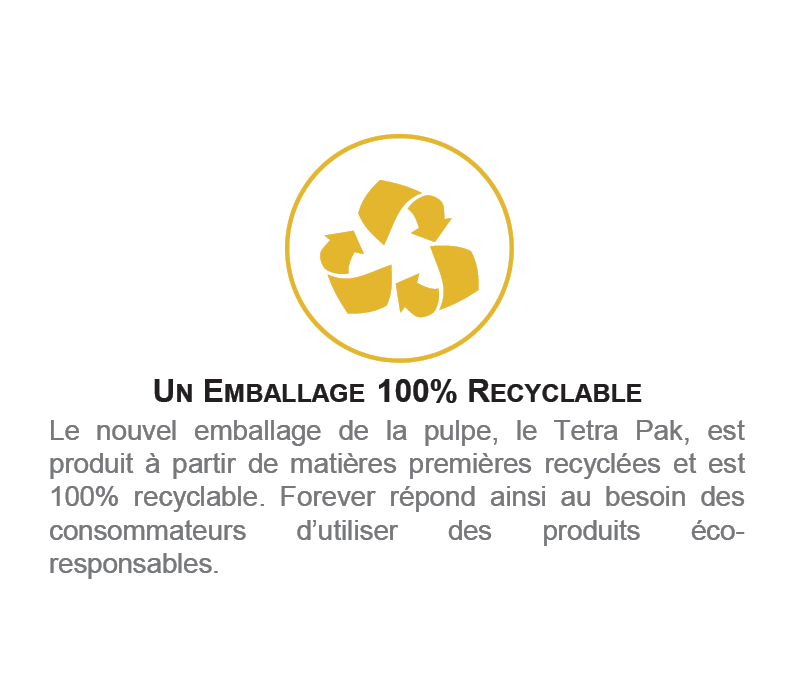 Un Emballage 100% Recyclable
Le nouvel emballage de la pulpe, le Tetra Pak, est
produit à partir de matières premières recyclées et est
100% recyclable. Forever répond ainsi au besoin des
consommateurs d’utiliser des produits éco-
responsables.